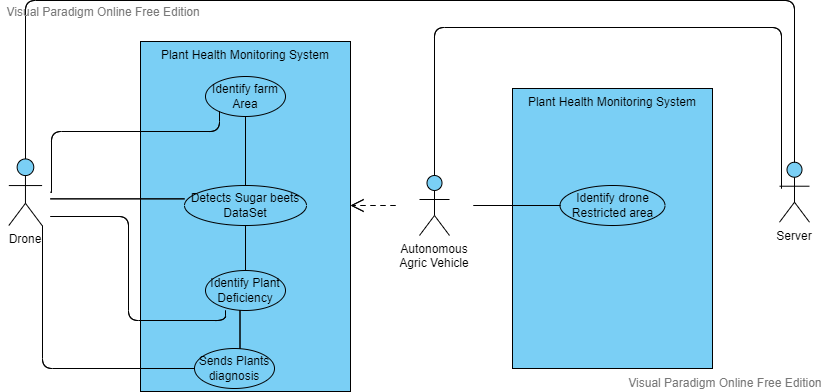 Visual Paradigm Online Free Edition
Plant Health Monitoring System
Identify farm
Area
Detects Sugar beets
DataSet
Identify Plant
Deficiency
Sends Plants
diagnosis
Drone
Autonomous
Agric Vehicle
Plant Health Monitoring System
Identify drone
Restricted area
Server
Visual Paradigm Online Free Edition